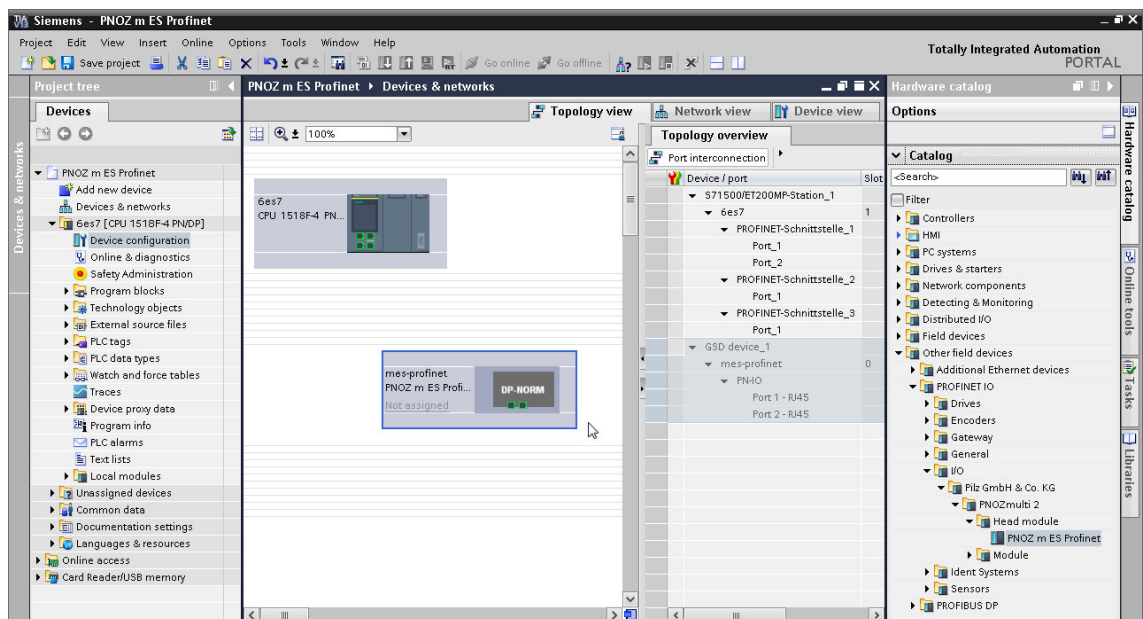 Siemens - PNOZ m ES Profinet
Project Edit View Insert Online Options Tools Window Help
Totally Integrated Automation
PORTAL
Save project
Go online
Go offline
Project tree
PNOZ m ES Profinet ▸ Devices & networks
Hardware catalog
Devices
Topology view
Network view
Device view
Options
100%
Topology overview
Port interconnection
Catalog
Device / port
Slot
<Search>
Filter
Devices & networks
PNOZ m ES Profinet
Add new device
Devices & networks
6es7 [CPU 1518F-4 PN/DP]
Device configuration
Online & diagnostics
Safety Administration
Program blocks
Technology objects
External source files
PLC tags
PLC data types
Watch and force tables
Traces
Device proxy data
Program info
PLC alarms
Text lists
Local modules
Unassigned devices
Common data
Documentation settings
Languages & resources
Online access
Card Reader/USB memory
6es7
CPU 1518F-4 PN...
mes-profinet
PNOZ m ES Profi...
Not assigned
DP-NORM
S71500/ET200MP-Station_1
6es7 1
PROFINET-Schnittstelle_1
Port_1
Port_2
PROFINET-Schnittstelle_2
Port_1
PROFINET-Schnittstelle_3
Port_1
GSD device_1
mes-profinet 0
PN-IO
Port 1 - RJ45
Port 2 - RJ45
Controllers
HMI
PC systems
Drives & starters
Network components
Detecting & Monitoring
Distributed I/O
Field devices
Other field devices
Additional Ethernet devices
PROFINET IO
Drives
Encoders
Gateway
General
I/O
Pilz GmbH & Co. KG
PNOZmulti 2
Head module
PNOZ m ES Profinet
Module
Ident Systems
Sensors
PROFIBUS DP
Hardware catalog
Online tools
Tasks
Libraries